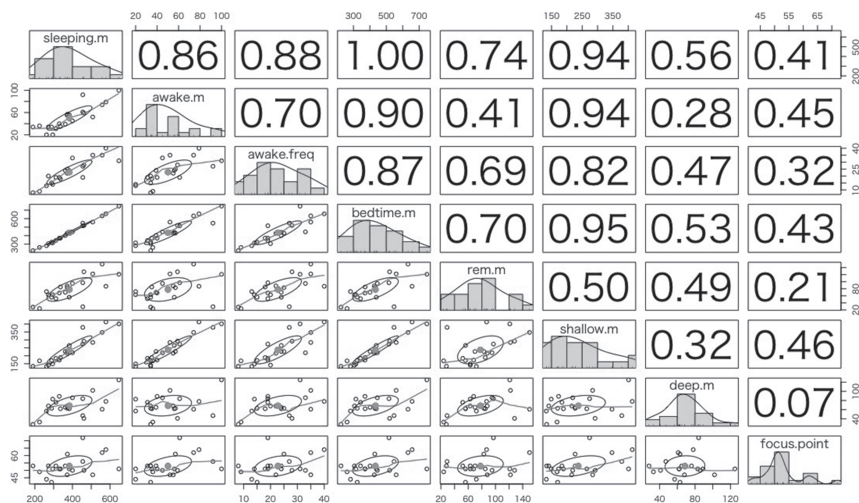 20 40 60 80 100
300 500 700
150 250 350
45 55 65
sleeping.m
0.86
0.88
1.00
0.74
0.94
0.56
0.41
200 500
20 60 100
awake.m
0.70
0.90
0.41
0.94
0.28
0.45
awake.freq
0.87
0.69
0.82
0.47
0.32
10 25 40
300 600
bedtime.m
0.70
0.95
0.53
0.43
rem.m
0.50
0.49
0.21
20 80
150 350
shallow.m
0.32
0.46
deep.m
0.07
40 100
45 60
focus.point
200 400 600
10 20 30 40
20 60 100 140
40 80 120